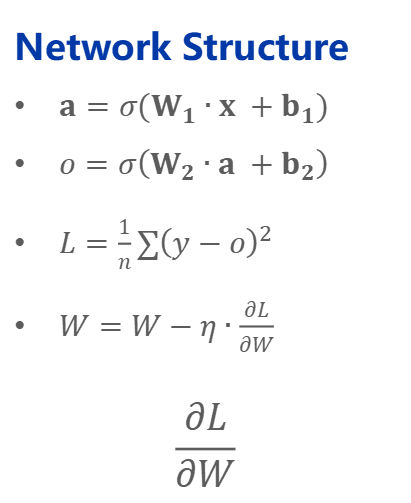 Network Structure
• a = σ(W₁ · x + b₁)
• o = σ(W₂ · a + b₂)
• L = 1/n ∑(y − o)²
• W = W − η · ∂L/∂W
∂L/∂W